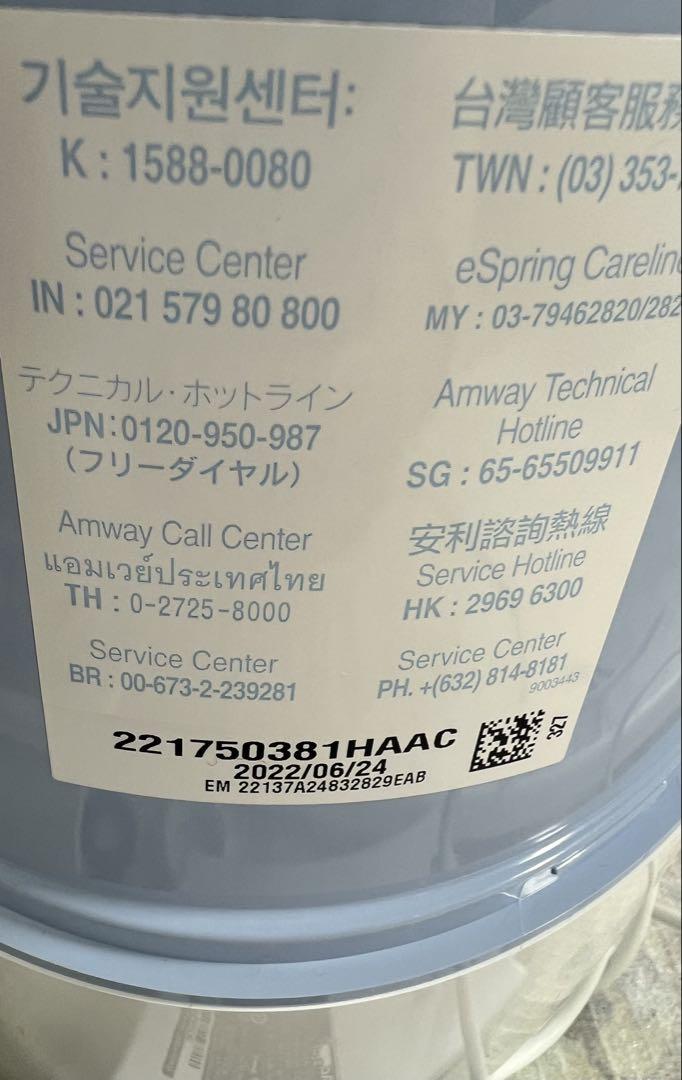 기술지원센터:
K : 1588-0080
台灣顧客服務
TWN : (03) 353-
Service Center
IN : 021 579 80 800
eSpring Careline
MY : 03-79462820/282
テクニカル・ホットライン
JPN:0120-950-987
(フリーダイヤル)
Amway Technical
Hotline
SG : 65-65509911
Amway Call Center
แอมเวย์ประเทศไทย
TH : 0-2725-8000
安利諮詢熱線
Service Hotline
HK : 2969 6300
Service Center
BR : 00-673-2-239281
Service Center
PH. +(632) 814-8181
9003443
221750381HAAC
2022/06/24
EM 22137A24832829EAB
327